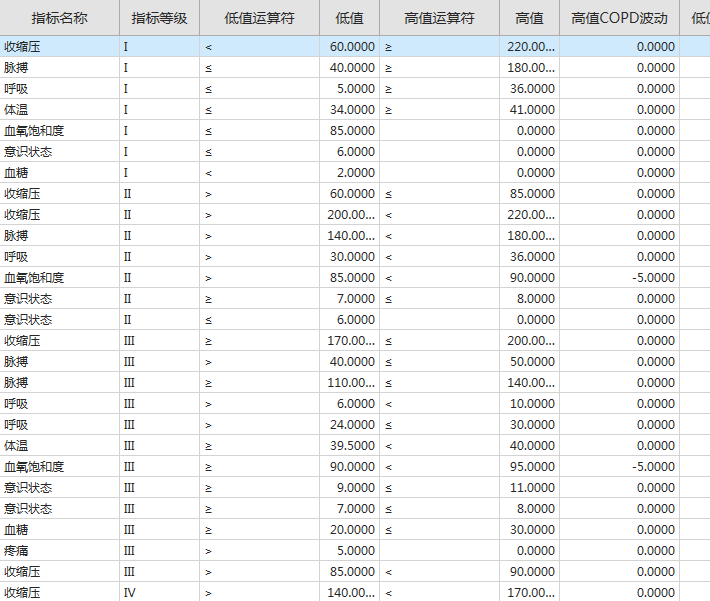 指标名称 指标等级 低值运算符 低值 高值运算符 高值 高值COPD波动 低
收缩压 I < 60.0000 ≥ 220.00... 0.0000
脉搏 I ≤ 40.0000 ≥ 180.00... 0.0000
呼吸 I ≤ 5.0000 ≥ 36.0000 0.0000
体温 I ≤ 34.0000 ≥ 41.0000 0.0000
血氧饱和度 I ≤ 85.0000 0.0000 0.0000
意识状态 I ≤ 6.0000 0.0000 0.0000
血糖 I < 2.0000 0.0000 0.0000
收缩压 II > 60.0000 ≤ 85.0000 0.0000
收缩压 II > 200.00... < 220.00... 0.0000
脉搏 II > 140.00... < 180.00... 0.0000
呼吸 II > 30.0000 < 36.0000 0.0000
血氧饱和度 II > 85.0000 < 90.0000 -5.0000
意识状态 II ≥ 7.0000 ≤ 8.0000 0.0000
意识状态 II ≤ 6.0000 0.0000 0.0000
收缩压 III ≥ 170.00... ≤ 200.00... 0.0000
脉搏 III > 40.0000 ≤ 50.0000 0.0000
脉搏 III ≥ 110.00... ≤ 140.00... 0.0000
呼吸 III > 6.0000 < 10.0000 0.0000
呼吸 III > 24.0000 ≤ 30.0000 0.0000
体温 III ≥ 39.5000 < 40.0000 0.0000
血氧饱和度 III ≥ 90.0000 < 95.0000 -5.0000
意识状态 III ≥ 9.0000 ≤ 11.0000 0.0000
意识状态 III ≥ 7.0000 ≤ 8.0000 0.0000
血糖 III ≥ 20.0000 ≤ 30.0000 0.0000
疼痛 III > 5.0000 0.0000 0.0000
收缩压 III > 85.0000 < 90.0000 0.0000
收缩压 IV > 140.00... < 170.00... 0.0000